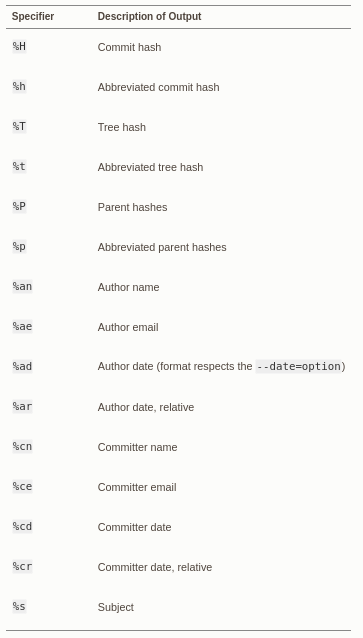 Specifier Description of Output
%H Commit hash
%h Abbreviated commit hash
%T Tree hash
%t Abbreviated tree hash
%P Parent hashes
%p Abbreviated parent hashes
%an Author name
%ae Author email
%ad Author date (format respects the --date=option)
%ar Author date, relative
%cn Committer name
%ce Committer email
%cd Committer date
%cr Committer date, relative
%s Subject